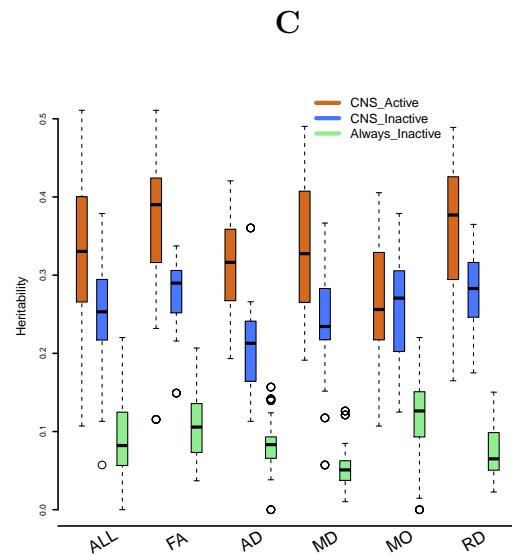 C
CNS_Active
CNS_Inactive
Always_Inactive
Heritability
0.5
0.4
0.3
0.2
0.1
0.0
ALL FA AD MD MO RD